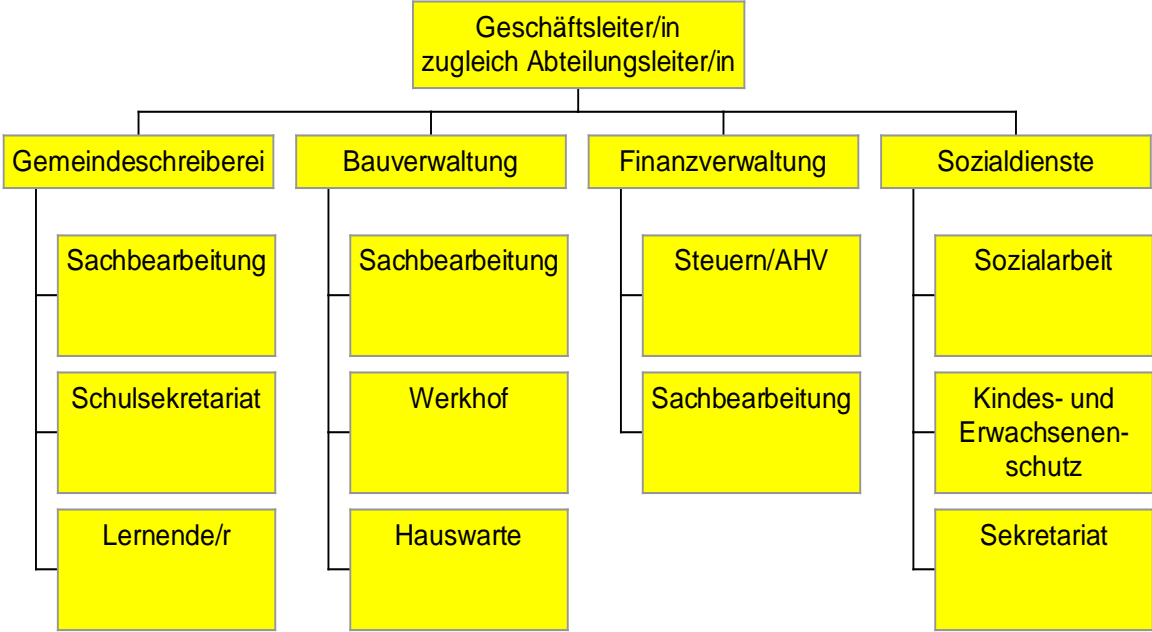 Geschäftsleiter/in
zugleich Abteilungsleiter/in
Gemeindeschreiberei
Bauverwaltung
Finanzverwaltung
Sozialdienste
Sachbearbeitung
Sachbearbeitung
Steuern/AHV
Sozialarbeit
Schulsekretariat
Werkhof
Sachbearbeitung
Kindes- und
Erwachsenen-
schutz
Lernende/r
Hauswarte
Sekretariat